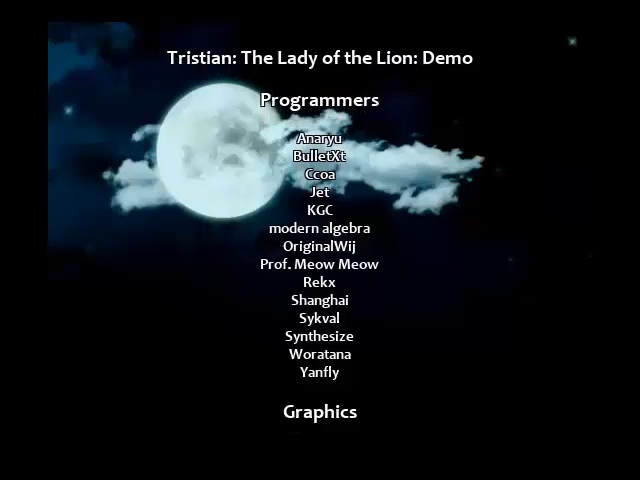 Tristian: The Lady of the Lion: Demo
Programmers
Anaryu
BulletXt
Ccoa
Jet
KGC
modern algebra
OriginalWij
Prof. Meow Meow
Rekx
Shanghai
Sykval
Synthesize
Woratana
Yanfly
Graphics